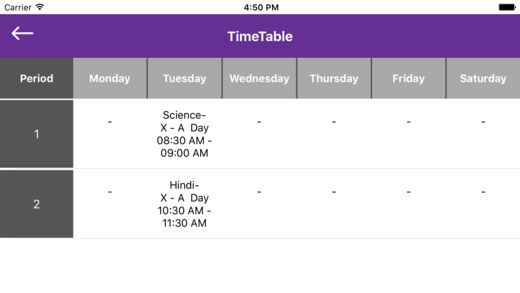 Carrier 4:50 PM
TimeTable
Period Monday Tuesday Wednesday Thursday Friday Saturday
1 - Science- - - - -
X - A Day
08:30 AM -
09:00 AM
2 - Hindi- - - - -
X - A Day
10:30 AM -
11:30 AM